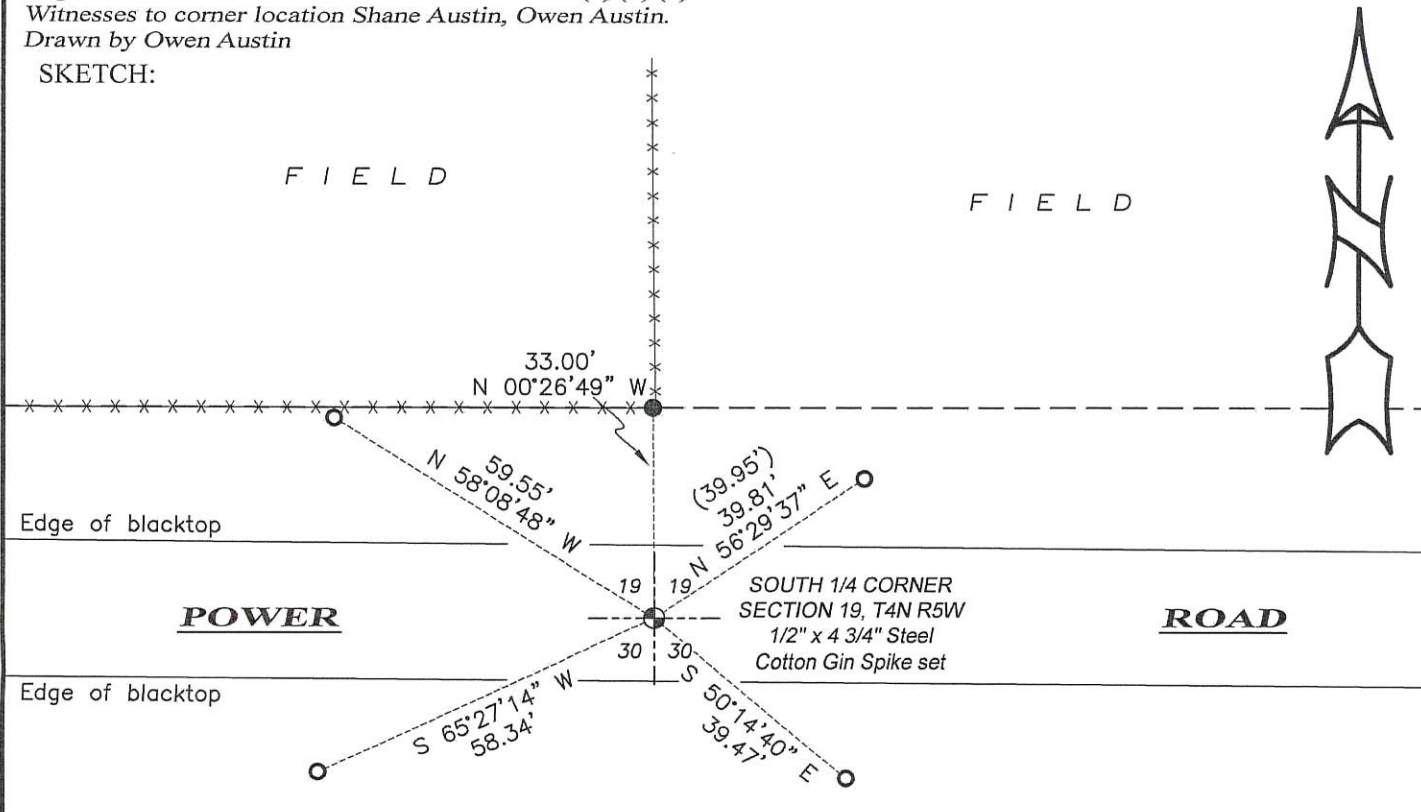 Witnesses to corner location Shane Austin, Owen Austin.
Drawn by Owen Austin
SKETCH:
F I E L D
F I E L D
33.00'
N 00°26'49" W
59.55'
N 58°08'48" W
(39.95')
39.81'
N 56°29'37" E
Edge of blacktop
19 19
SOUTH 1/4 CORNER
SECTION 19, T4N R5W
1/2" x 4 3/4" Steel
Cotton Gin Spike set
POWER
ROAD
30 30
Edge of blacktop
S 65°27'14" W
58.34'
S 50°14'40" E
39.47'
N